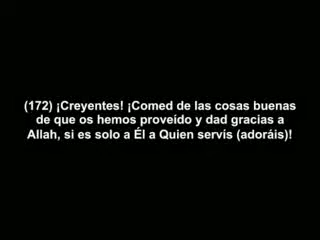 (172) ¡Creyentes! ¡Comed de las cosas buenas
de que os hemos proveído y dad gracias a
Allah, si es solo a Él a Quien servís (adoráis)!